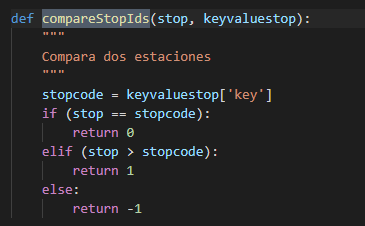 def compareStopIds(stop, keyvaluestop):
    """
    Compara dos estaciones
    """
    stopcode = keyvaluestop['key']
    if (stop == stopcode):
        return 0
    elif (stop > stopcode):
        return 1
    else:
        return -1